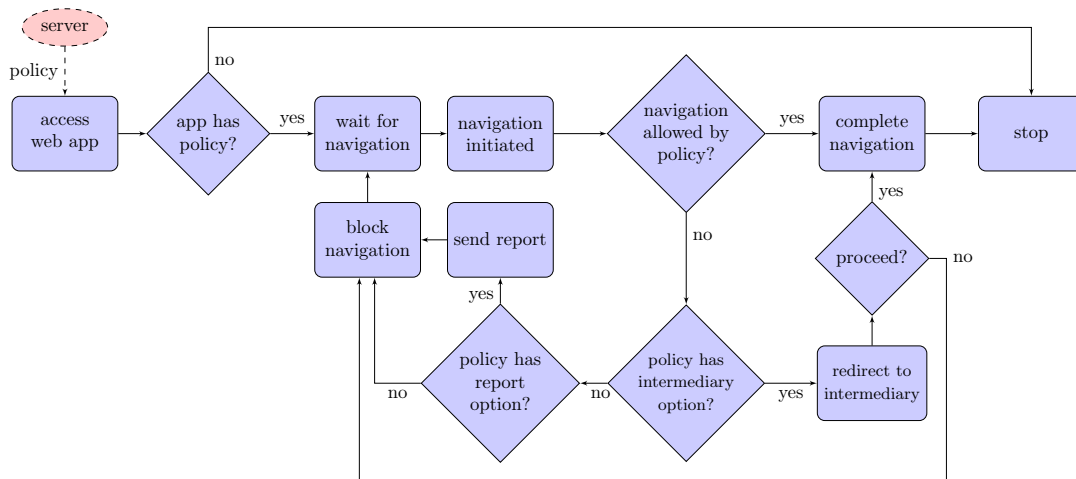 server
policy
access
web app
app has
policy?
no
yes
wait for
navigation
navigation
initiated
navigation
allowed by
policy?
yes
complete
navigation
stop
block
navigation
send report
no
yes
proceed?
no
yes
policy has
report
option?
no
policy has
intermediary
option?
no
yes
redirect to
intermediary